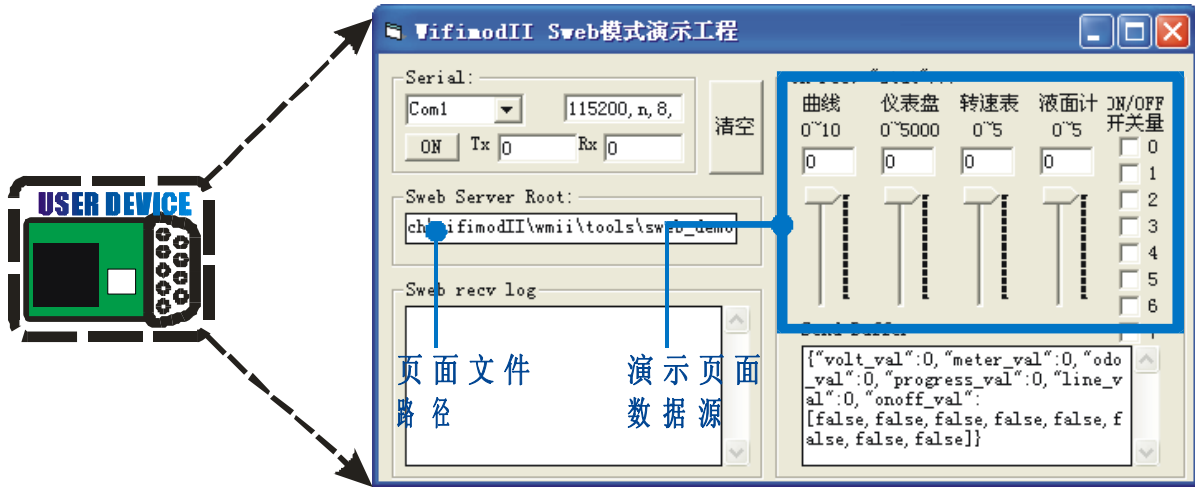 WifimodII Sweb模式演示工程
Serial:
Com1
115200, n, 8,
清空
ON
Tx
0
Rx
0
曲线
仪表盘
转速表
液面计
ON/OFF
开关量
0~10
0~5000
0~5
0~5
0
0
0
0
0
1
2
3
4
5
6
USER DEVICE
Sweb Server Root:
ch\wifimodII\wmii\tools\sweb_demo
Sweb recv log
页面文件
路径
演示页面
数据源
Send Buffer
{"volt_val":0, "meter_val":0, "odo
_val":0, "progress_val":0, "line_v
al":0, "onoff_val":
[false, false, false, false, false, f
alse, false, false]}